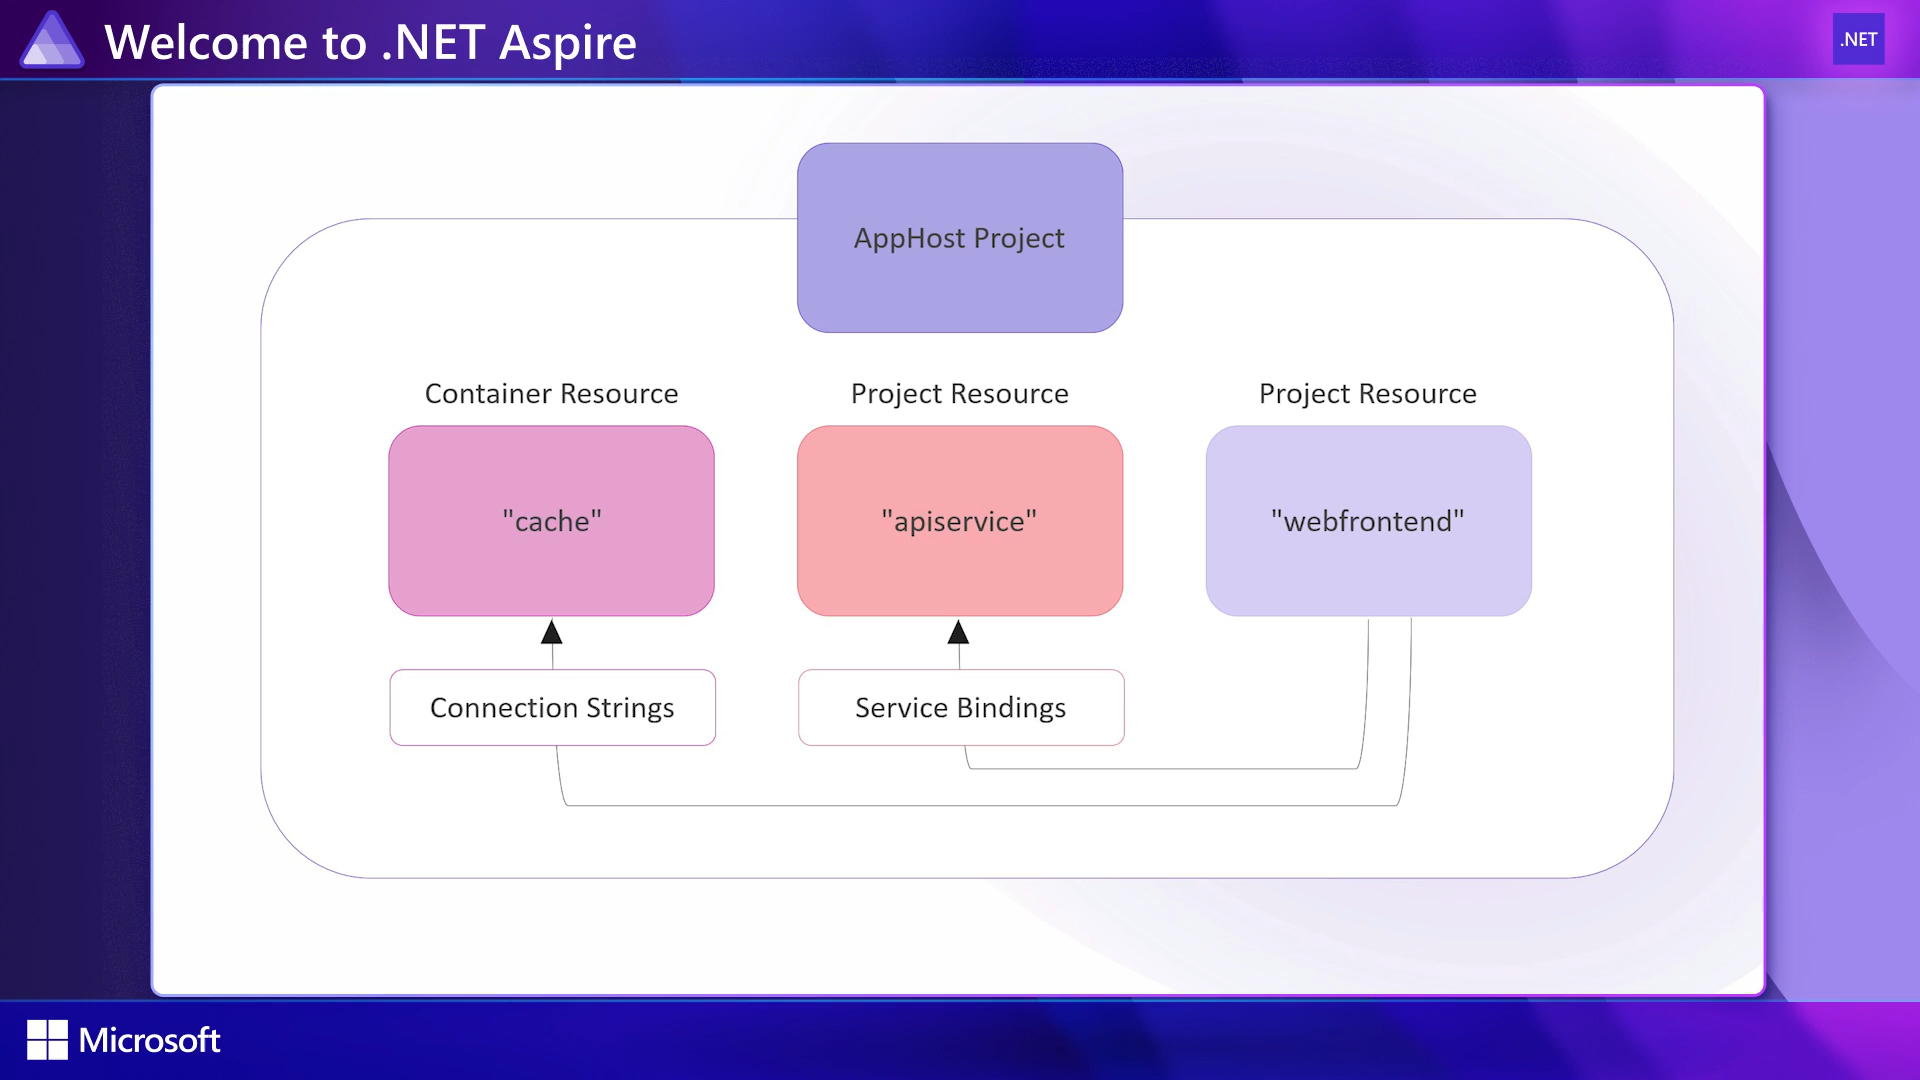 Welcome to .NET Aspire
.NET
AppHost Project
Container Resource
Project Resource
Project Resource
"cache"
"apiservice"
"webfrontend"
Connection Strings
Service Bindings
Microsoft